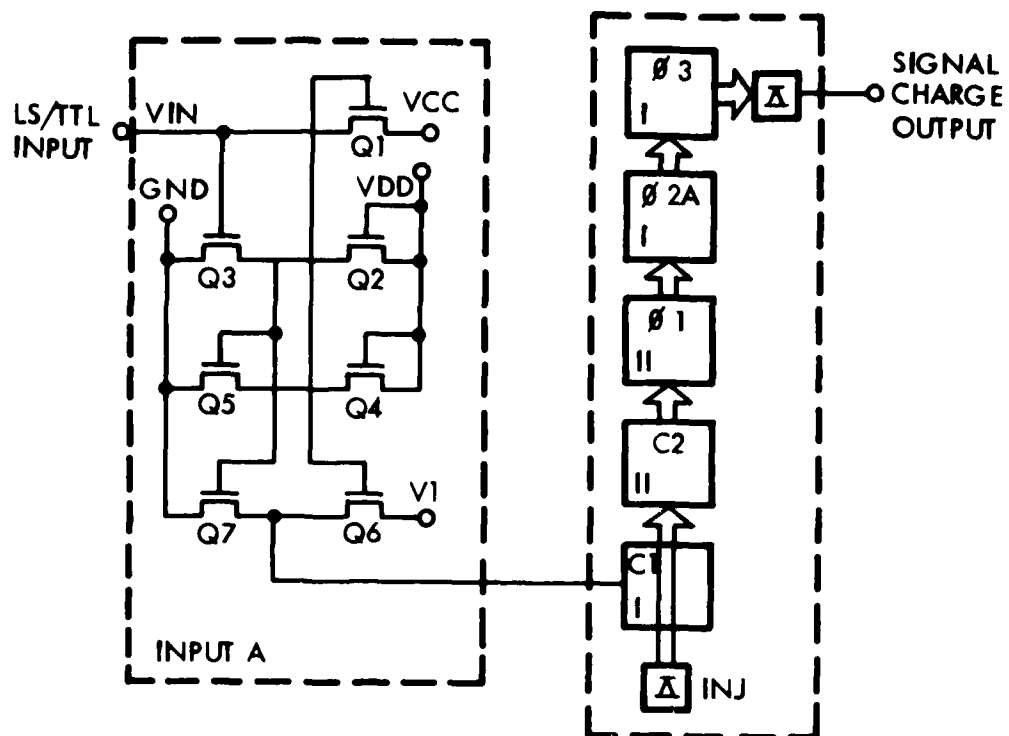 LS/TTL
INPUT
VIN
VCC
Q1
GND
VDD
Q3
Q2
Q5
Q4
V1
Q7
Q6
INPUT A
Ø 3
I
SIGNAL
CHARGE
OUTPUT
Ø 2A
I
Ø 1
II
C2
II
C1
I
INJ